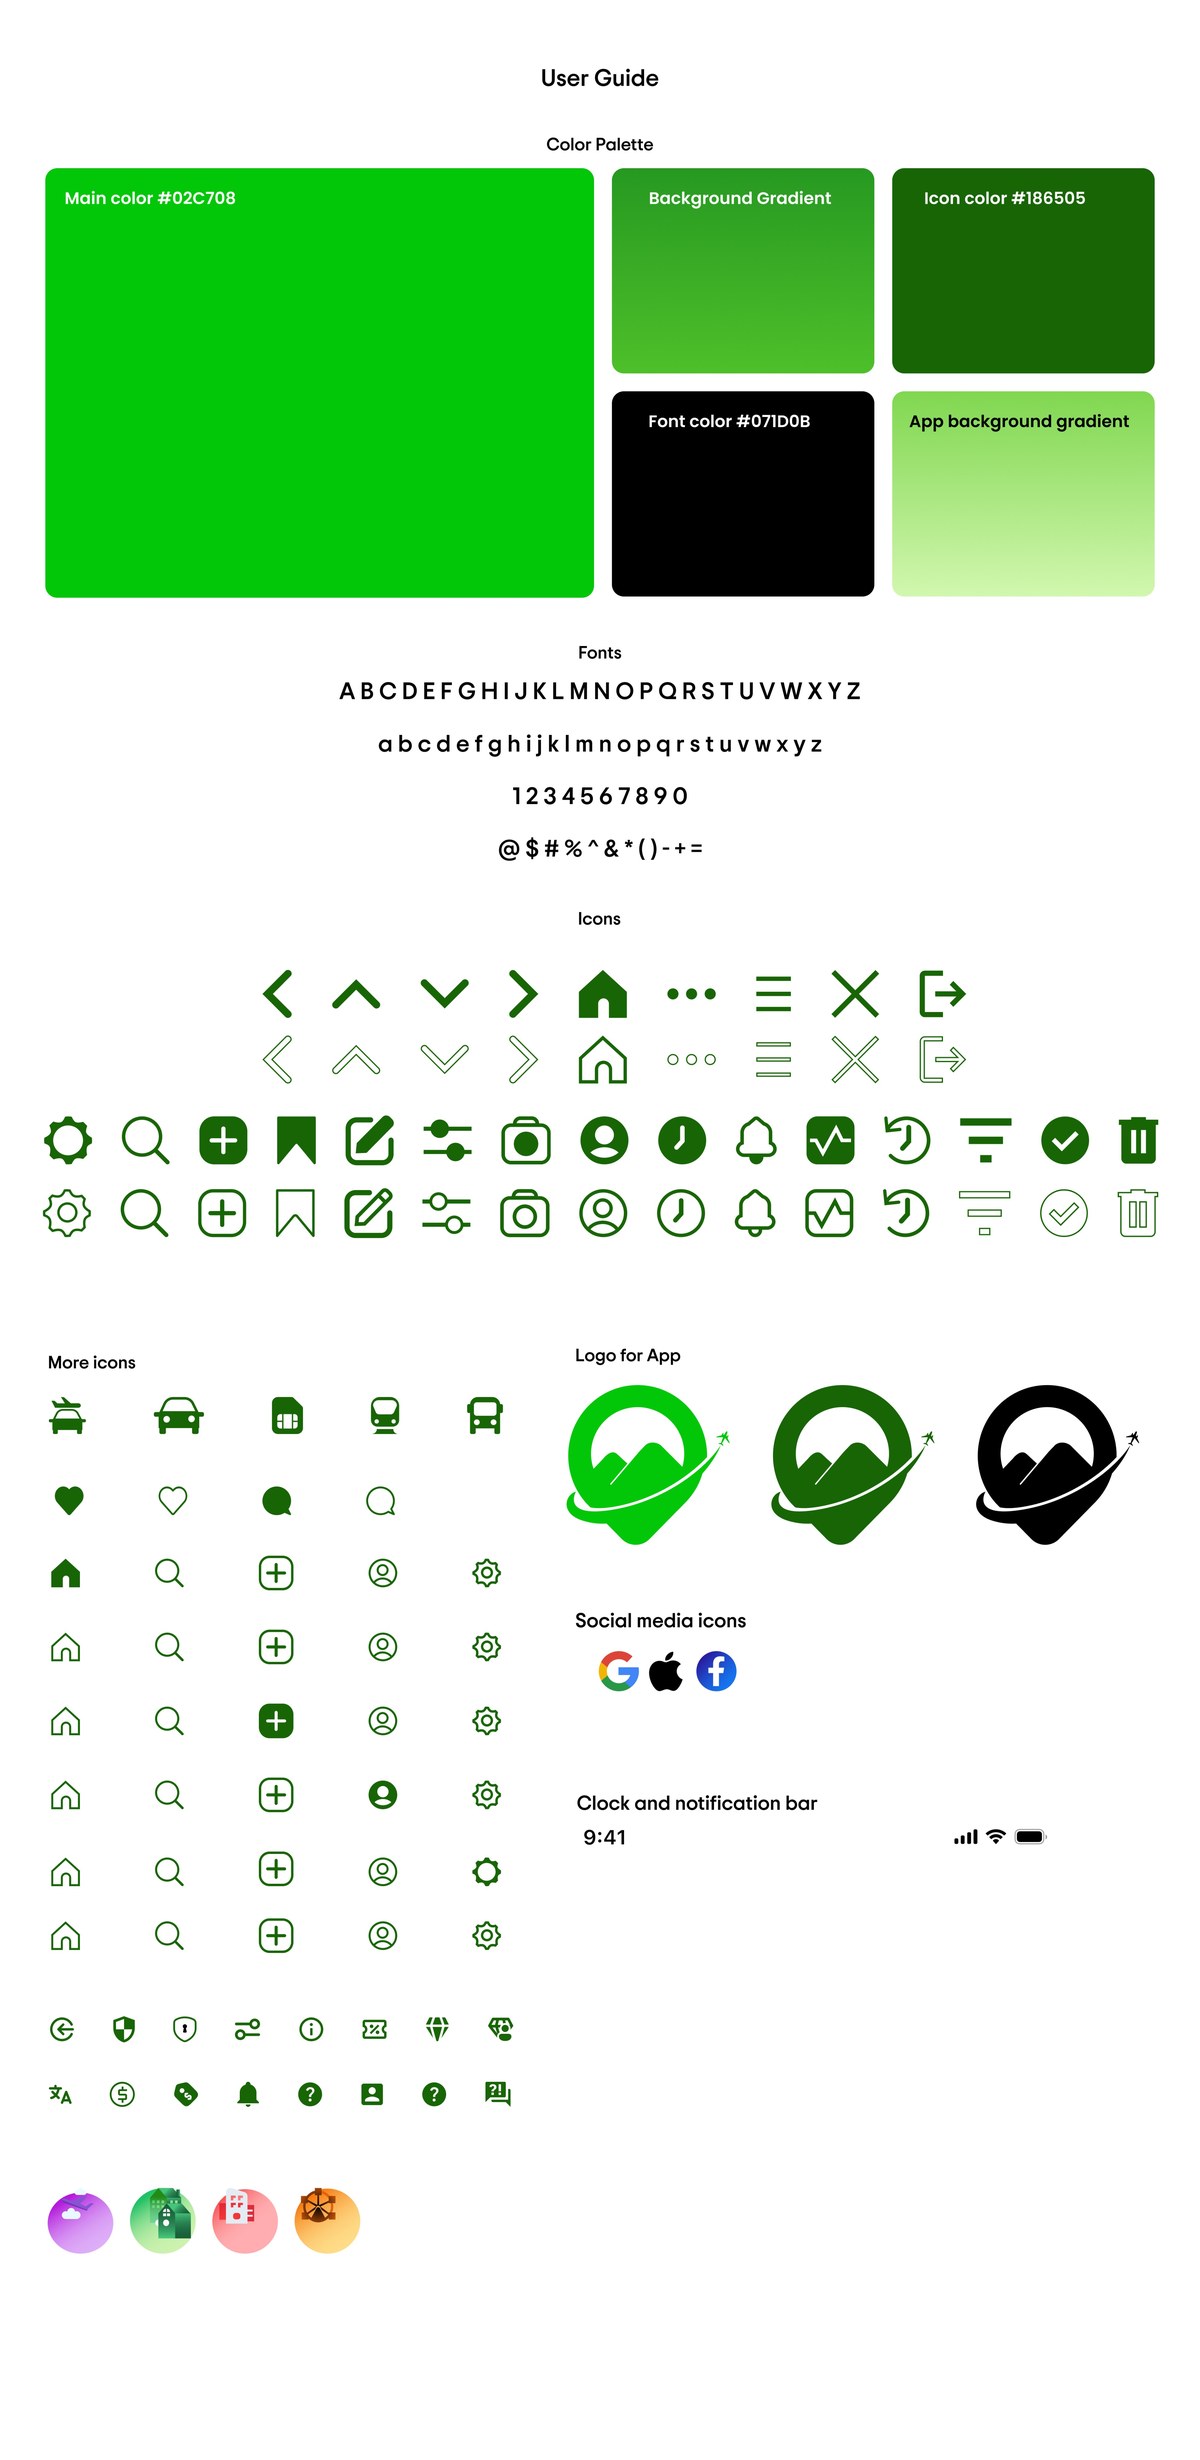 User Guide
Color Palette
Main color #02C708
Background Gradient
Icon color #186505
Font color #071D0B
App background gradient
Fonts
A B C D E F G H I J K L M N O P Q R S T U V W X Y Z
a b c d e f g h i j k l m n o p q r s t u v w x y z
1 2 3 4 5 6 7 8 9 0
@ $ # % ^ & * ( ) - + =
Icons
More icons
Logo for App
Social media icons
Clock and notification bar
9:41